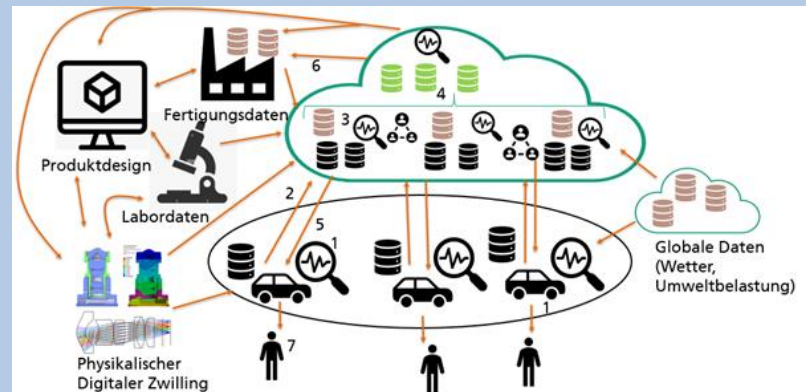 6
4
Fertigungsdaten
3
Produktdesign
2
Labordaten
5
1
Globale Daten
(Wetter,
Umweltbelastung)
1
7
Physikalischer
Digitaler Zwilling